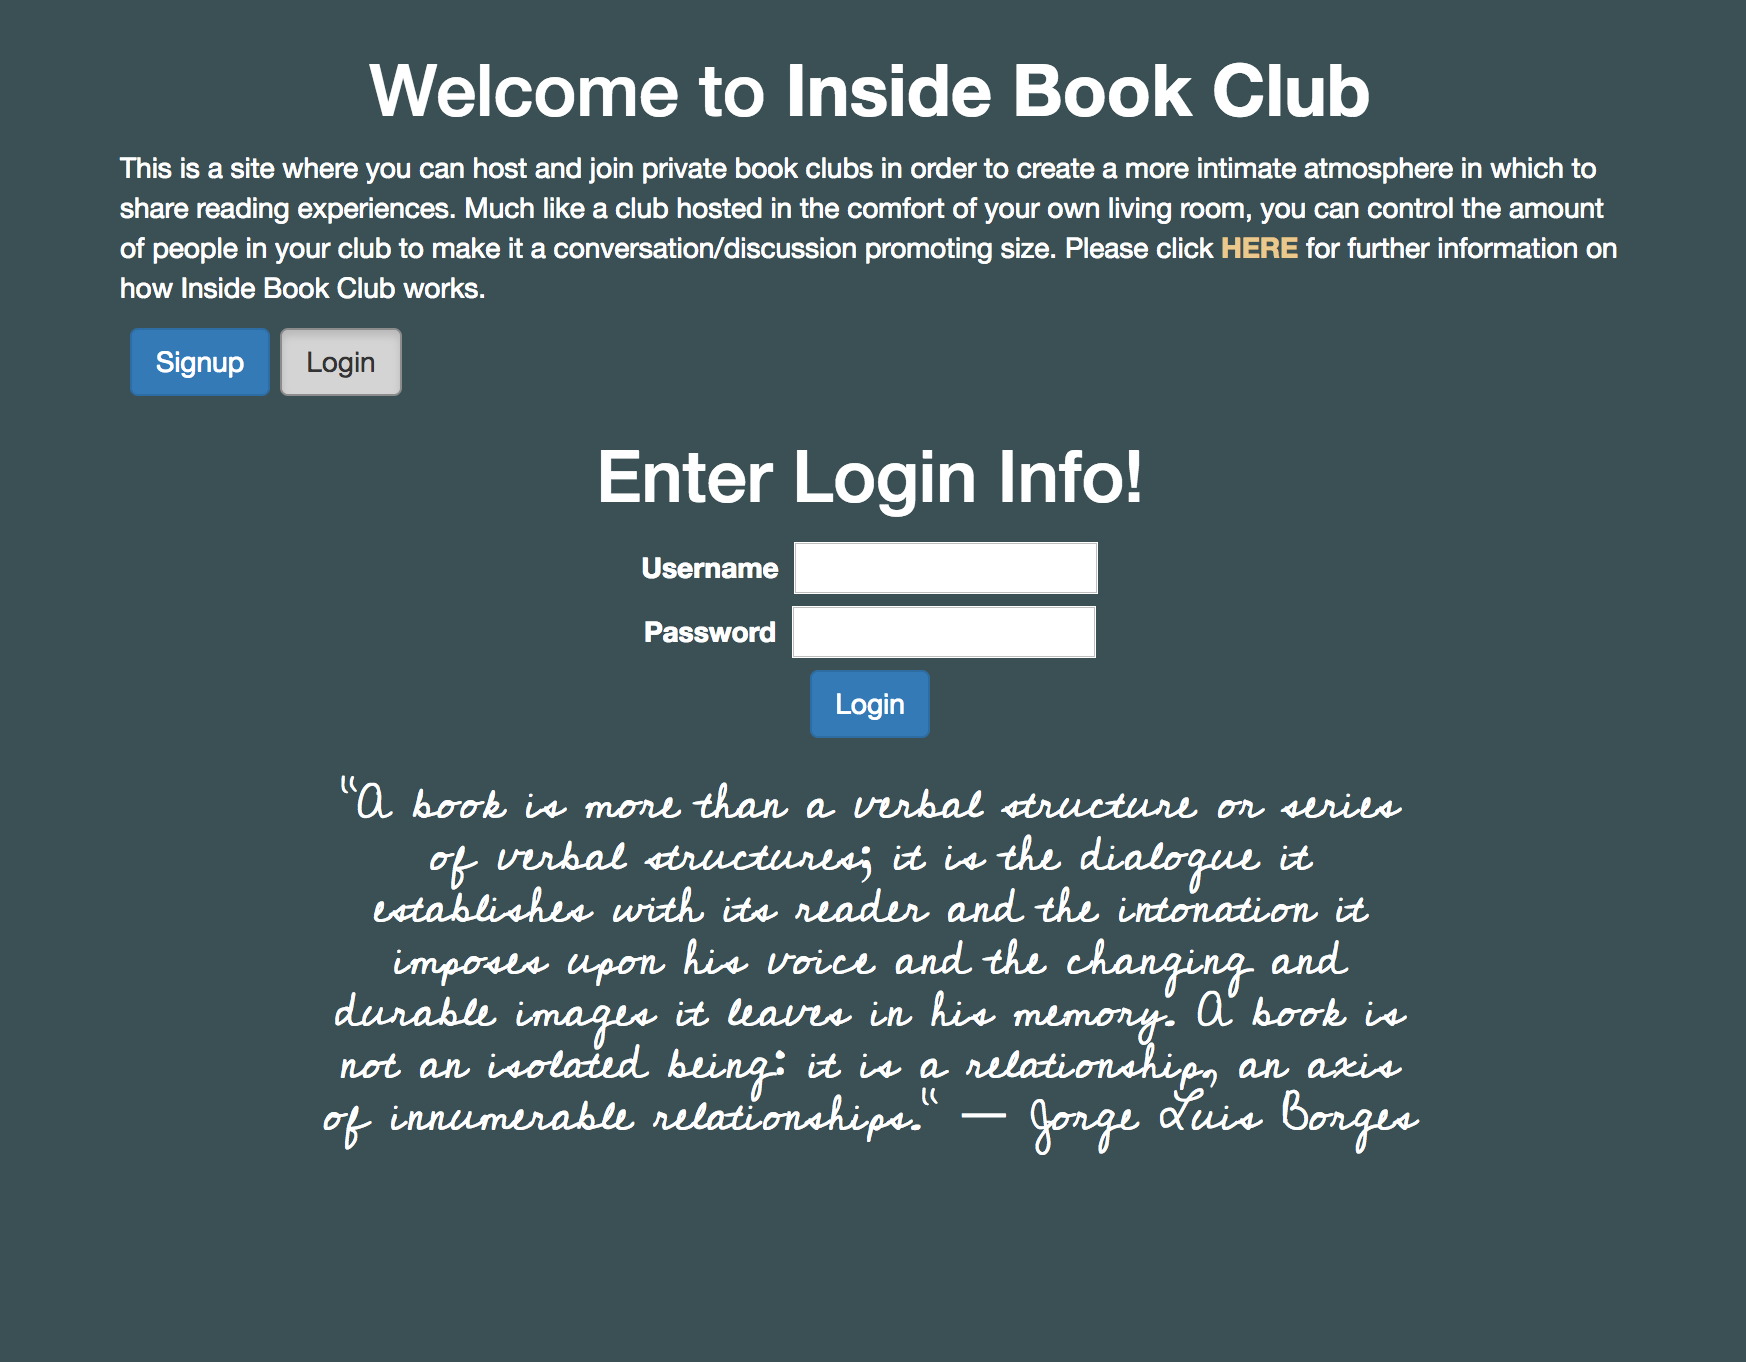 Welcome to Inside Book Club
This is a site where you can host and join private book clubs in order to create a more intimate atmosphere in which to
share reading experiences. Much like a club hosted in the comfort of your own living room, you can control the amount
of people in your club to make it a conversation/discussion promoting size. Please click HERE for further information on
how Inside Book Club works.
Signup Login
Enter Login Info!
Username
Password
Login
“A book is more than a verbal structure or series
of verbal structures; it is the dialogue it
establishes with its reader and the intonation it
imposes upon his voice and the changing and
durable images it leaves in his memory. A book is
not an isolated being: it is a relationship, an axis
of innumerable relationships.“ — Jorge Luis Borges